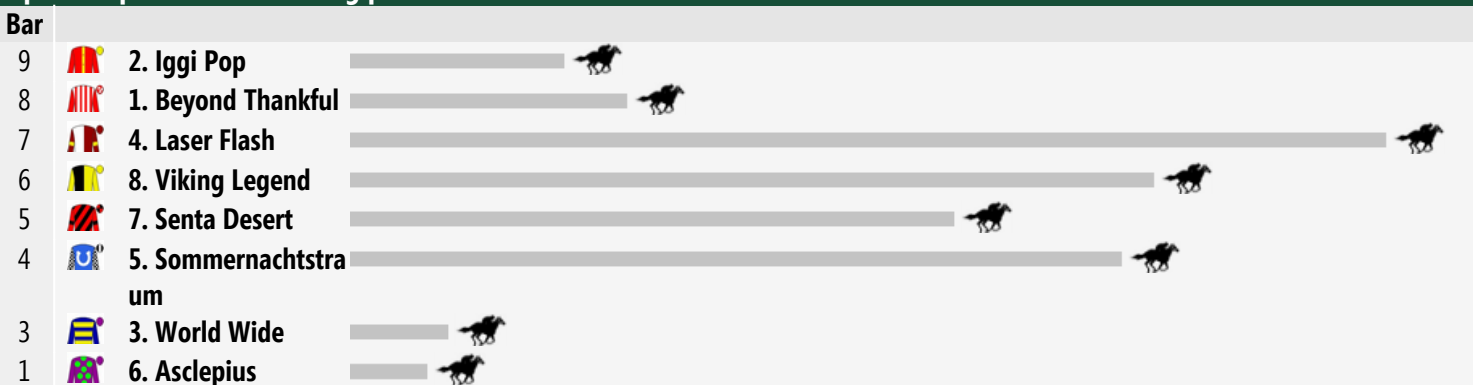 Bar
9 2. Iggi Pop
8 1. Beyond Thankful
7 4. Laser Flash
6 8. Viking Legend
5 7. Senta Desert
4 5. Sommernachtstra
um
3 3. World Wide
1 6. Asclepius